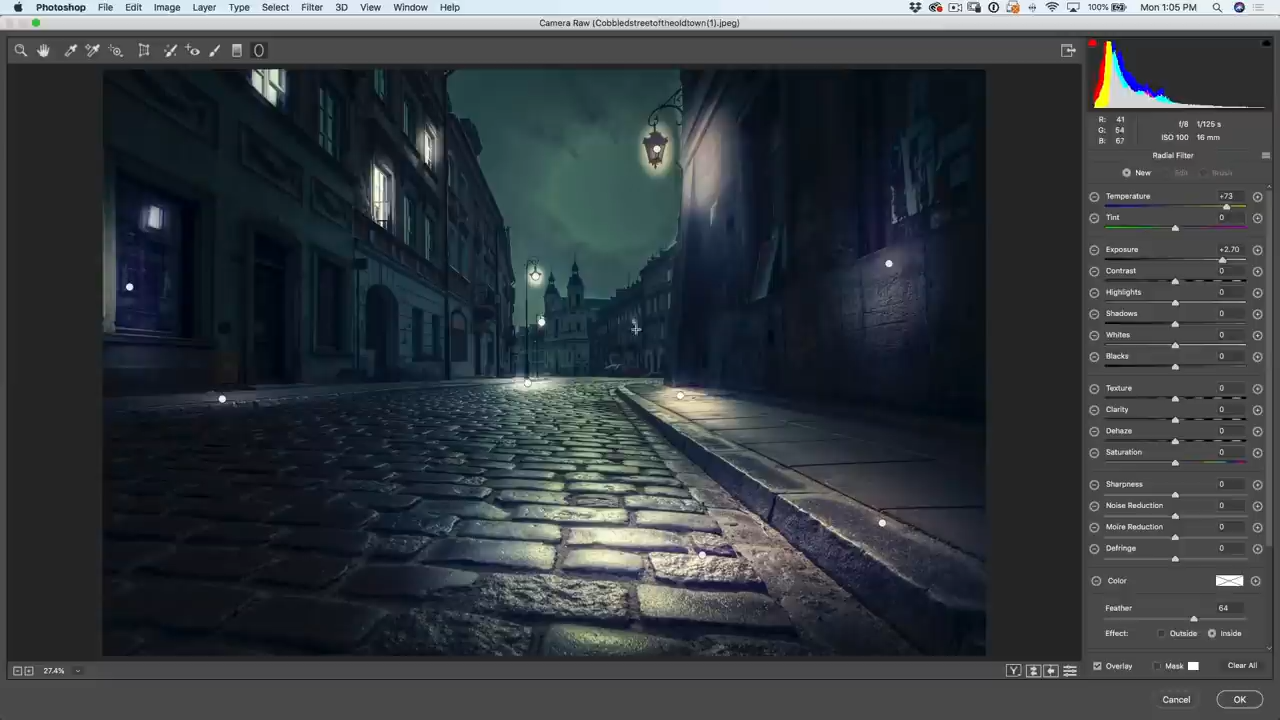 Photoshop File Edit Image Layer Type Select Filter 3D View Window Help 100% Mon 1:05 PM
Camera Raw (Cobbledstreetoftheoldtown(1).jpeg)
R: 41
G: 54
B: 67
f/8 1/125 s
ISO 100 16 mm
Radial Filter
New Edit Brush
Temperature +73
Tint 0
Exposure +2.70
Contrast 0
Highlights 0
Shadows 0
Whites 0
Blacks 0
Texture 0
Clarity 0
Dehaze 0
Saturation 0
Sharpness 0
Noise Reduction 0
Moire Reduction 0
Defringe 0
Color
Feather 64
Effect: Outside Inside
27.4% Y Overlay Mask Clear All
Cancel OK